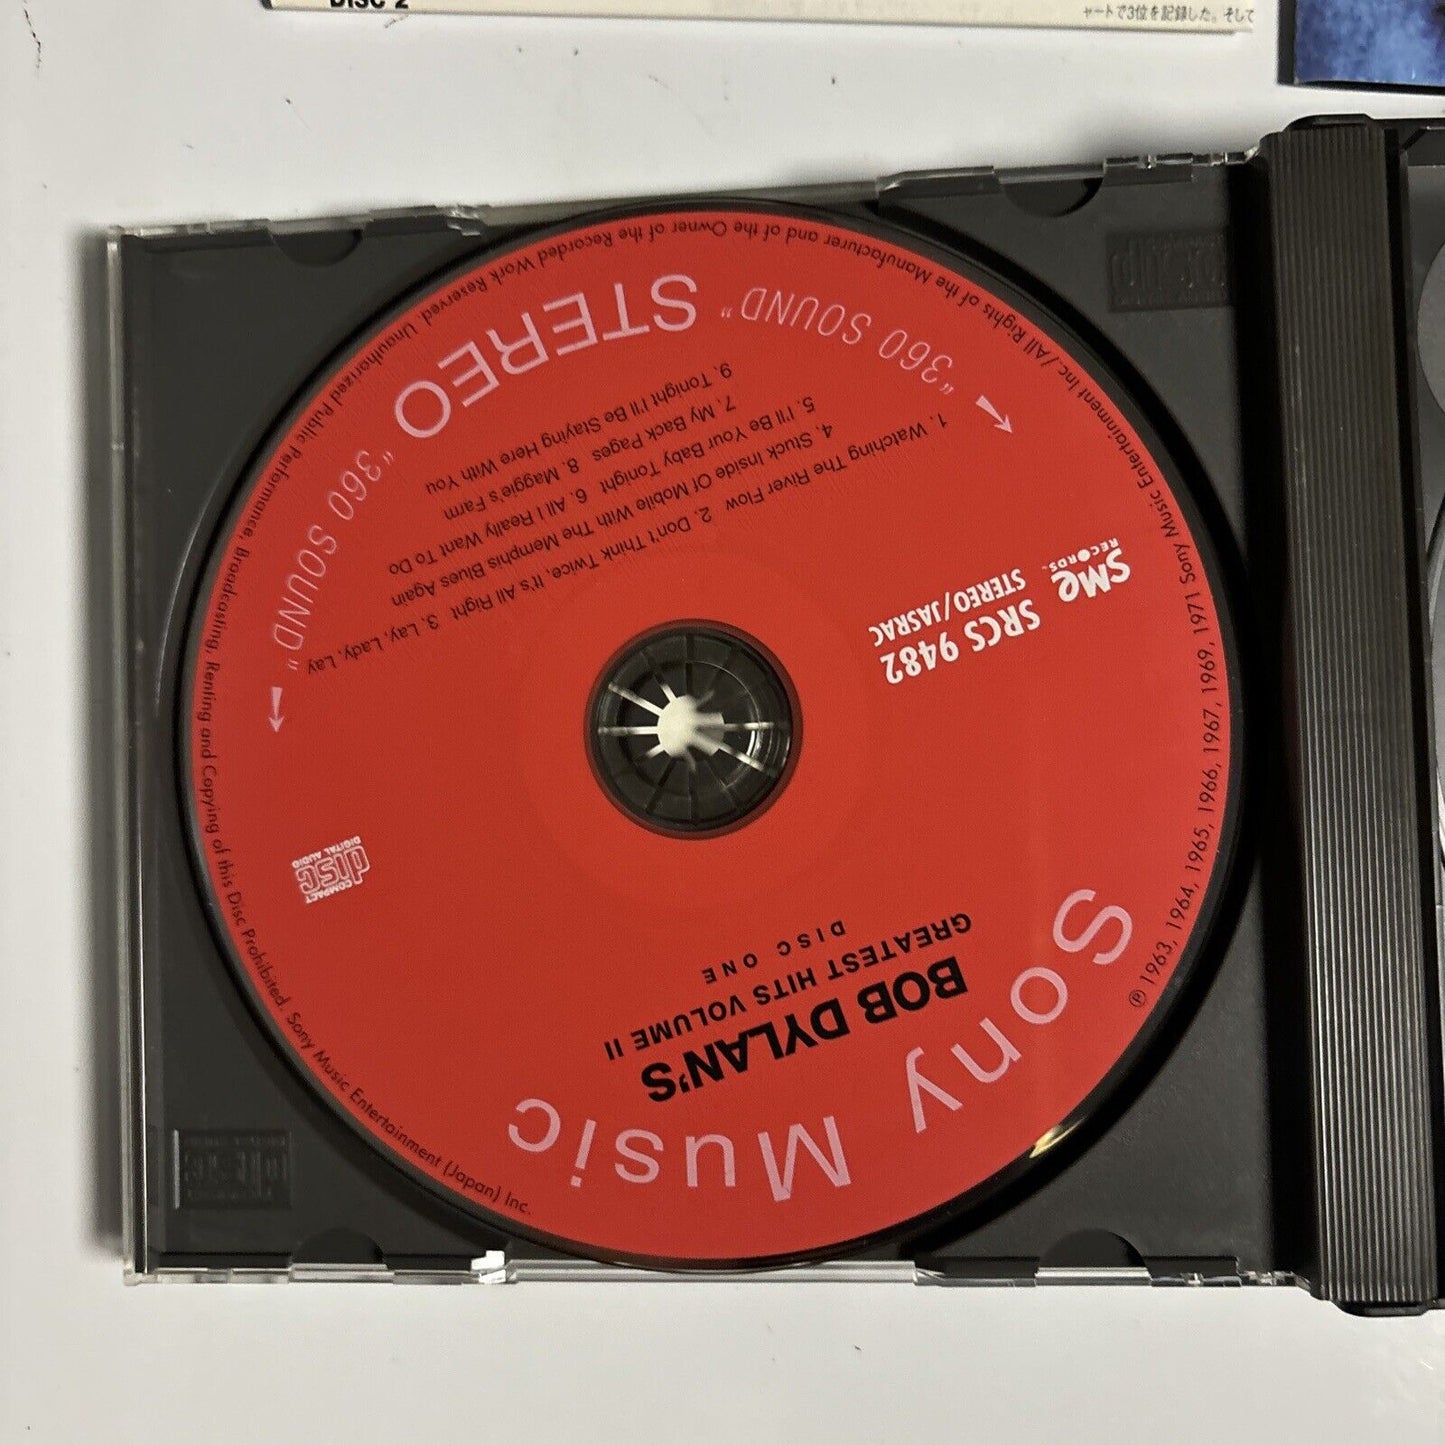 DISC 2
ャートで3位を記録した。そして
Sony Music
BOB DYLAN'S
GREATEST HITS VOLUME II
DISC ONE
COMPACT
disc
DIGITAL AUDIO
SMe
RECORDS
SRCS 9482
STEREO/JASRAC
1. Watching The River Flow 2. Don't Think Twice, It's All Right 3. Lay, Lady, Lay
4. Stuck Inside Of Mobile With The Memphis Blues Again
5. I'll Be Your Baby Tonight 6. All I Really Want To Do
7. My Back Pages 8. Maggie's Farm
9. Tonight I'll Be Staying Here With You
"360 SOUND" STEREO "360 SOUND"
℗ 1963, 1964, 1965, 1966, 1967, 1969, 1971 Sony Music Entertainment Inc./All Rights of the Manufacturer and of the Owner of the Recorded Work Reserved. Unauthorized Public Performance, Broadcasting, Renting and Copying of this Disc Prohibited. Sony Music Entertainment (Japan) Inc.
disc
disc